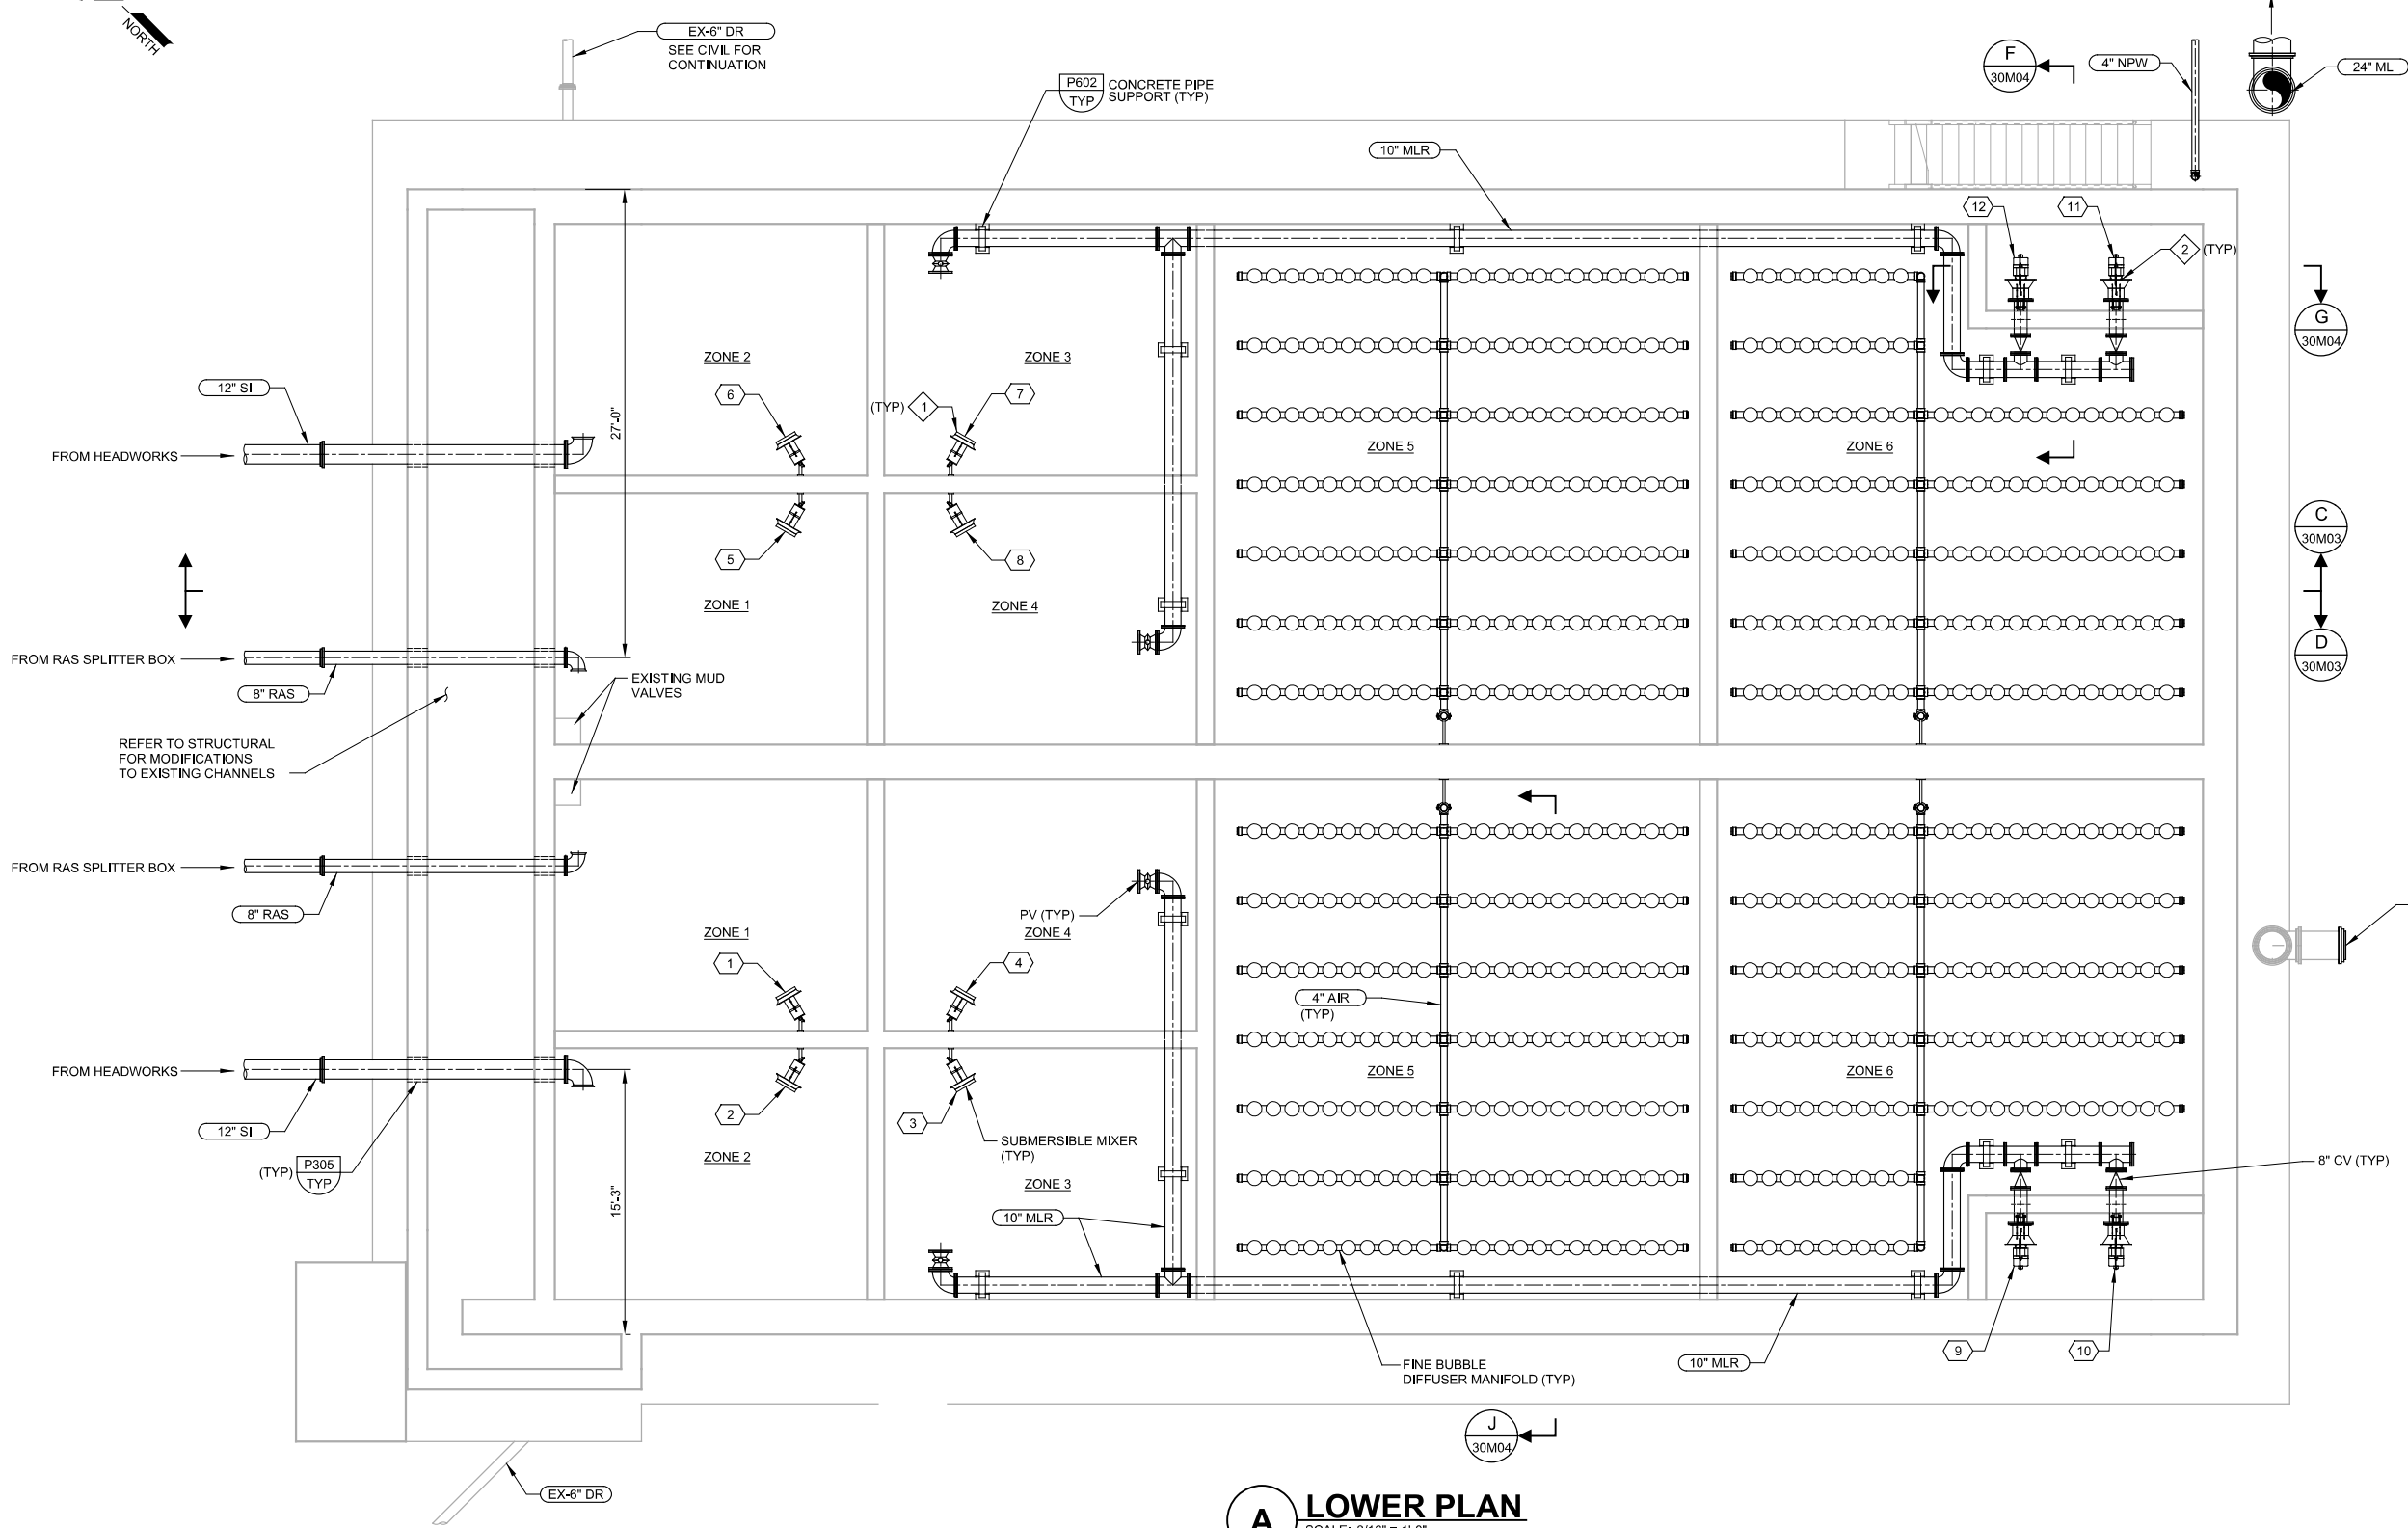 NORTH
EX-6" DR
SEE CIVIL FOR
CONTINUATION
P602
TYP
CONCRETE PIPE
SUPPORT (TYP)
F
30M04
4" NPW
24" ML
10" MLR
12
11
2
(TYP)
G
30M04
ZONE 2
ZONE 3
12" SI
6
(TYP)
1
7
27'-0"
FROM HEADWORKS
ZONE 5
ZONE 6
C
30M03
5
8
ZONE 1
ZONE 4
FROM RAS SPLITTER BOX
D
30M03
8" RAS
EXISTING MUD
VALVES
REFER TO STRUCTURAL
FOR MODIFICATIONS
TO EXISTING CHANNELS
FROM RAS SPLITTER BOX
8" RAS
PV (TYP)
ZONE 1
ZONE 4
1
4
4" AIR
(TYP)
FROM HEADWORKS
ZONE 5
ZONE 6
2
3
12" SI
SUBMERSIBLE MIXER
(TYP)
ZONE 2
8" CV (TYP)
(TYP)
P305
TYP
15'-3"
ZONE 3
10" MLR
9
10
FINE BUBBLE
DIFFUSER MANIFOLD (TYP)
10" MLR
J
30M04
EX-6" DR
A
LOWER PLAN